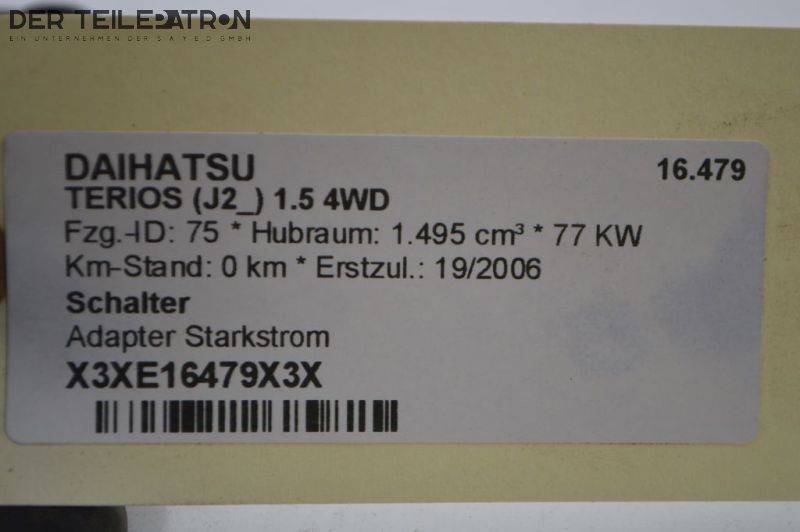 DER TEILEPATRON
EIN UNTERNEHMEN DER S A Y E D GMBH
DAIHATSU 16.479
TERIOS (J2_) 1.5 4WD
Fzg.-ID: 75 * Hubraum: 1.495 cm³ * 77 KW
Km-Stand: 0 km * Erstzul.: 19/2006
Schalter
Adapter Starkstrom
X3XE16479X3X